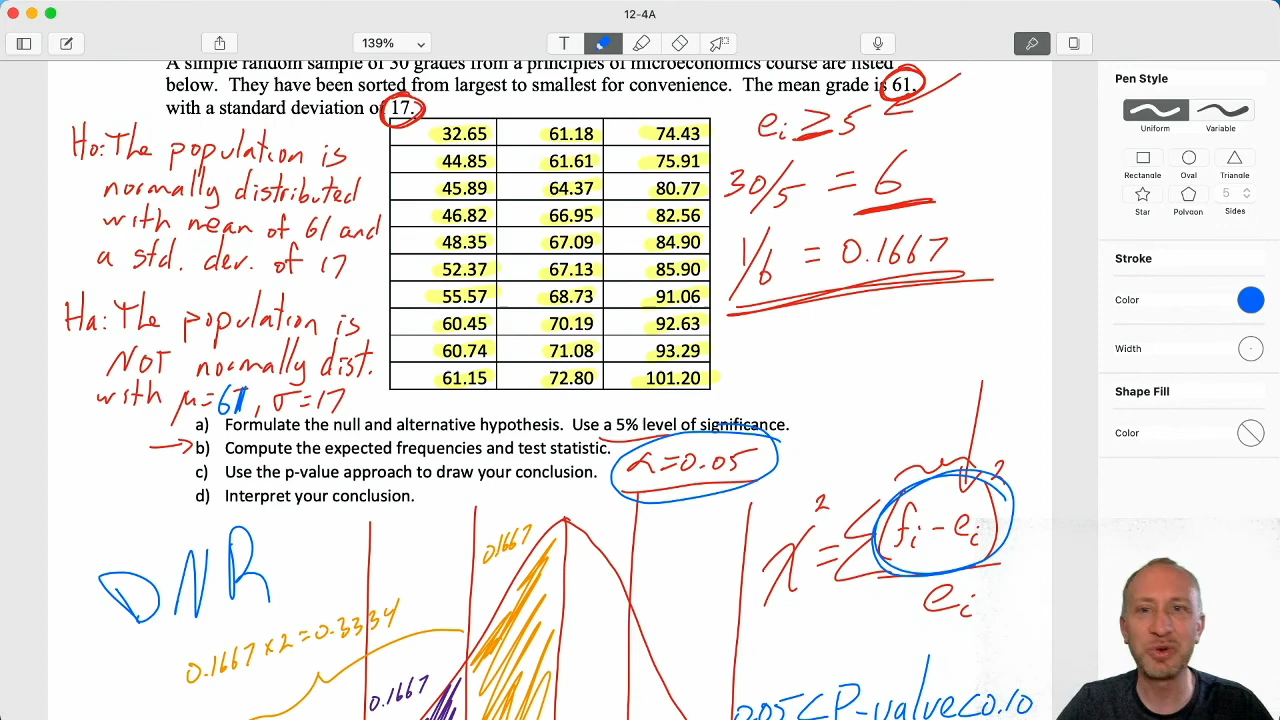 12-4A
139%
A simple random sample of 30 grades from a principles of microeconomics course are listed
below. They have been sorted from largest to smallest for convenience. The mean grade is 61,
with a standard deviation of 17.
32.65 61.18 74.43
44.85 61.61 75.91
45.89 64.37 80.77
46.82 66.95 82.56
48.35 67.09 84.90
52.37 67.13 85.90
55.57 68.73 91.06
60.45 70.19 92.63
60.74 71.08 93.29
61.15 72.80 101.20
Ho: The population is
normally distributed
with mean of 61 and
a std. dev. of 17
Ha: The population is
NOT normally dist.
with μ=61, σ=17
ei ≥ 5
30/5 = 6
1/6 = 0.1667
a) Formulate the null and alternative hypothesis. Use a 5% level of significance.
b) Compute the expected frequencies and test statistic.
c) Use the p-value approach to draw your conclusion.
d) Interpret your conclusion.
α=0.05
χ² = Σ (fi - ei)²
ei
DNR
0.1667
0.1667 x 2 = 0.3334
0.1667
0.05 < P-value < 0.10
Pen Style
Uniform Variable
Rectangle Oval Triangle
Star Polygon 5 Sides
Stroke
Color
Width
Shape Fill
Color